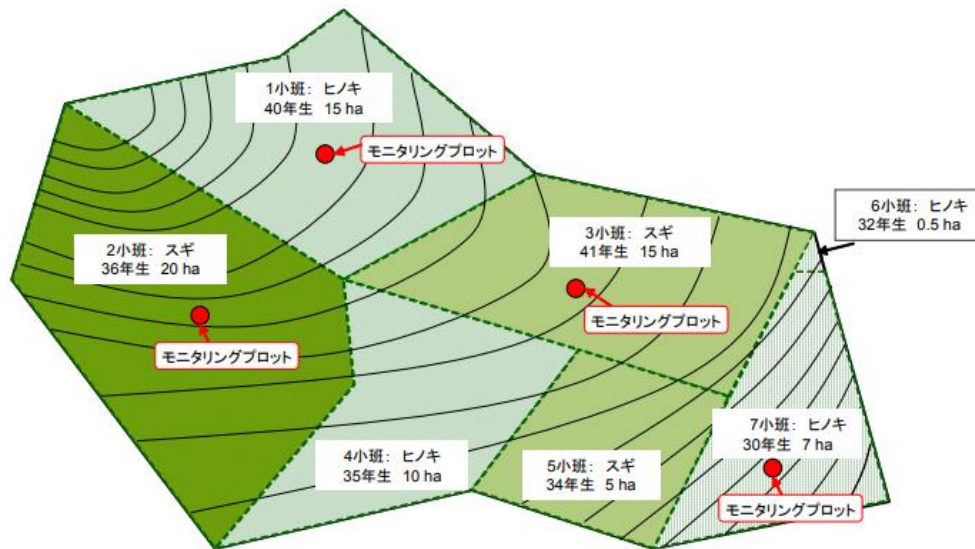 1小班: ヒノキ
40年生 15 ha
モニタリングプロット
6小班: ヒノキ
32年生 0.5 ha
2小班: スギ
36年生 20 ha
3小班: スギ
41年生 15 ha
モニタリングプロット
モニタリングプロット
7小班: ヒノキ
30年生 7 ha
4小班: ヒノキ
35年生 10 ha
5小班: スギ
34年生 5 ha
モニタリングプロット